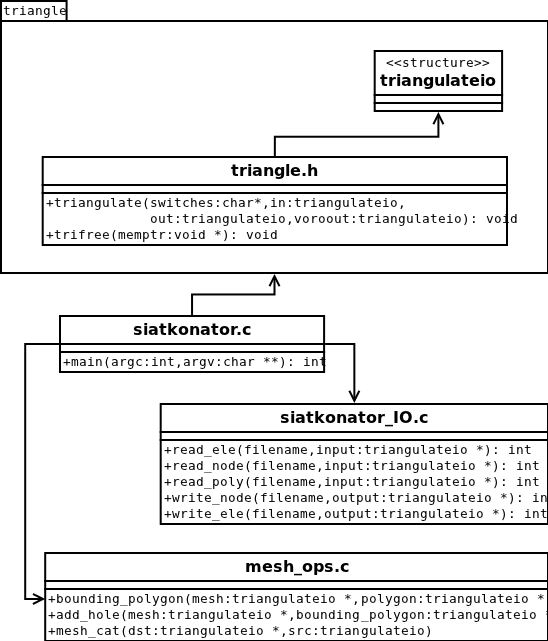 triangle
<<structure>>
triangulateio
triangle.h
+triangulate(switches:char*,in:triangulateio,
out:triangulateio,voroout:triangulateio): void
+trifree(memptr:void *): void
siatkonator.c
+main(argc:int,argv:char **): int
siatkonator_IO.c
+read_ele(filename,input:triangulateio *): int
+read_node(filename,input:triangulateio *): int
+read_poly(filename,input:triangulateio *): int
+write_node(filename,output:triangulateio *): in
+write_ele(filename,output:triangulateio *): int
mesh_ops.c
+bounding_polygon(mesh:triangulateio *,polygon:triangulateio *
+add_hole(mesh:triangulateio *,bounding_polygon:triangulateio *
+mesh_cat(dst:triangulateio *,src:triangulateio)